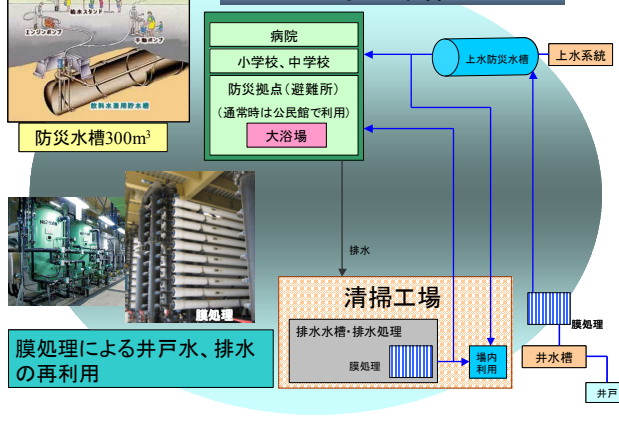 給水スタンド
エンジンポンプ
手動ポンプ
飲料水兼用貯水槽
防災水槽300m³
病院
小学校、中学校
防災拠点(避難所)
(通常時は公民館で利用)
大浴場
上水防災水槽
上水系統
排水
膜処理
膜処理による井戸水、排水
の再利用
清掃工場
排水水槽・排水処理
膜処理
場内
利用
膜処理
井水槽
井戸